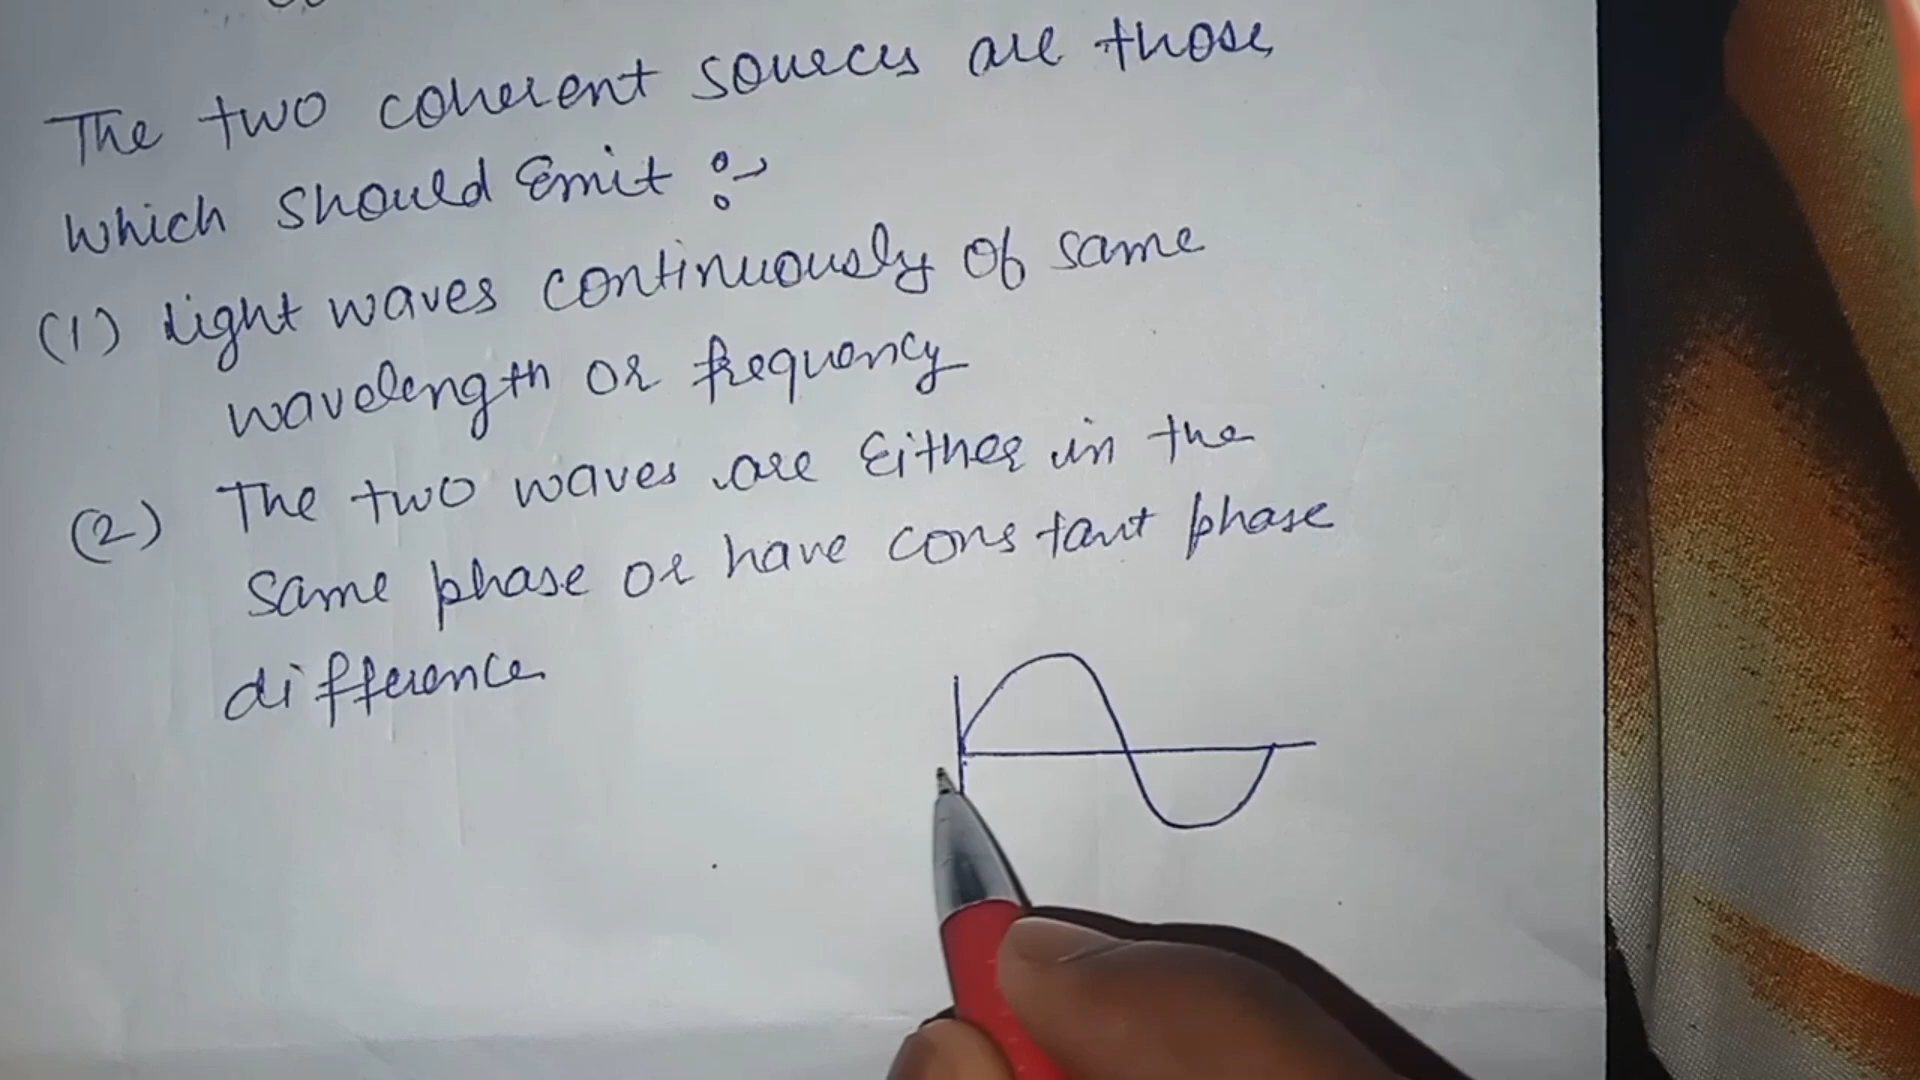 The two coherent sources are those
which should Emit :-
(1) Light waves continuously of same
wavelength or frequency
(2) The two waves are Either in the
same phase or have constant phase
difference